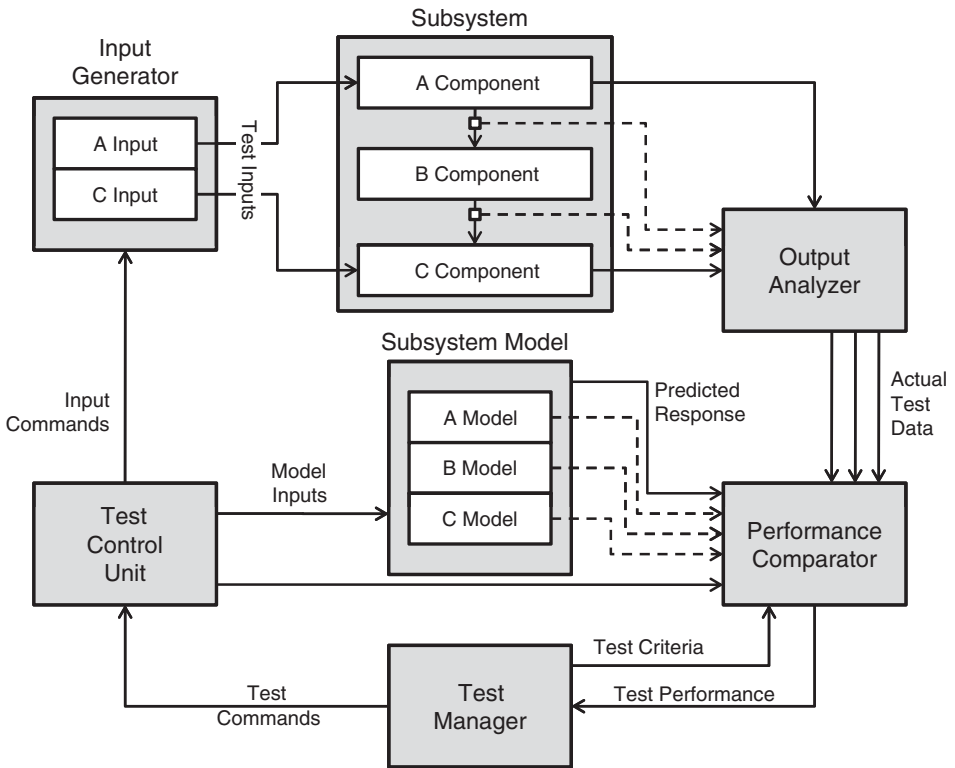 Subsystem
Input
Generator
A Input
C Input
Test Inputs
A Component
B Component
C Component
Output
Analyzer
Subsystem Model
A Model
B Model
C Model
Predicted
Response
Actual
Test
Data
Input
Commands
Model
Inputs
Test
Control
Unit
Performance
Comparator
Test Criteria
Test Performance
Test
Manager
Test
Commands